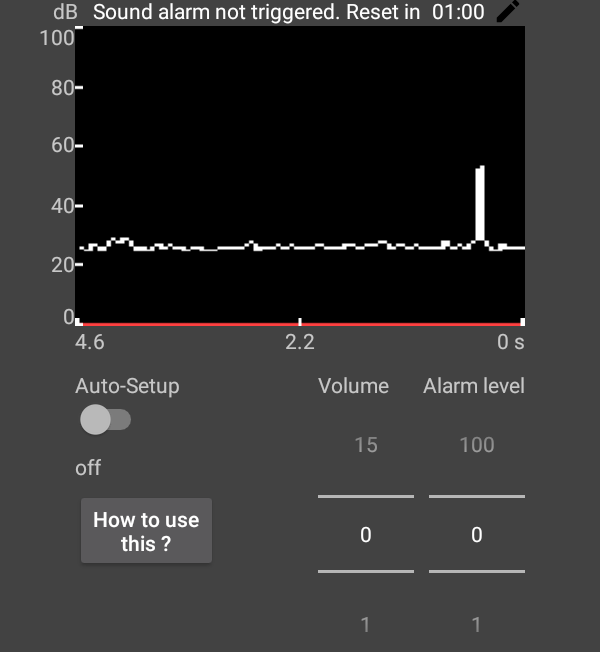 dB Sound alarm not triggered. Reset in 01:00
100
80
60
40
20
0
4.6 2.2 0 s
Auto-Setup Volume Alarm level
15 100
off
How to use
this ?
0 0
1 1